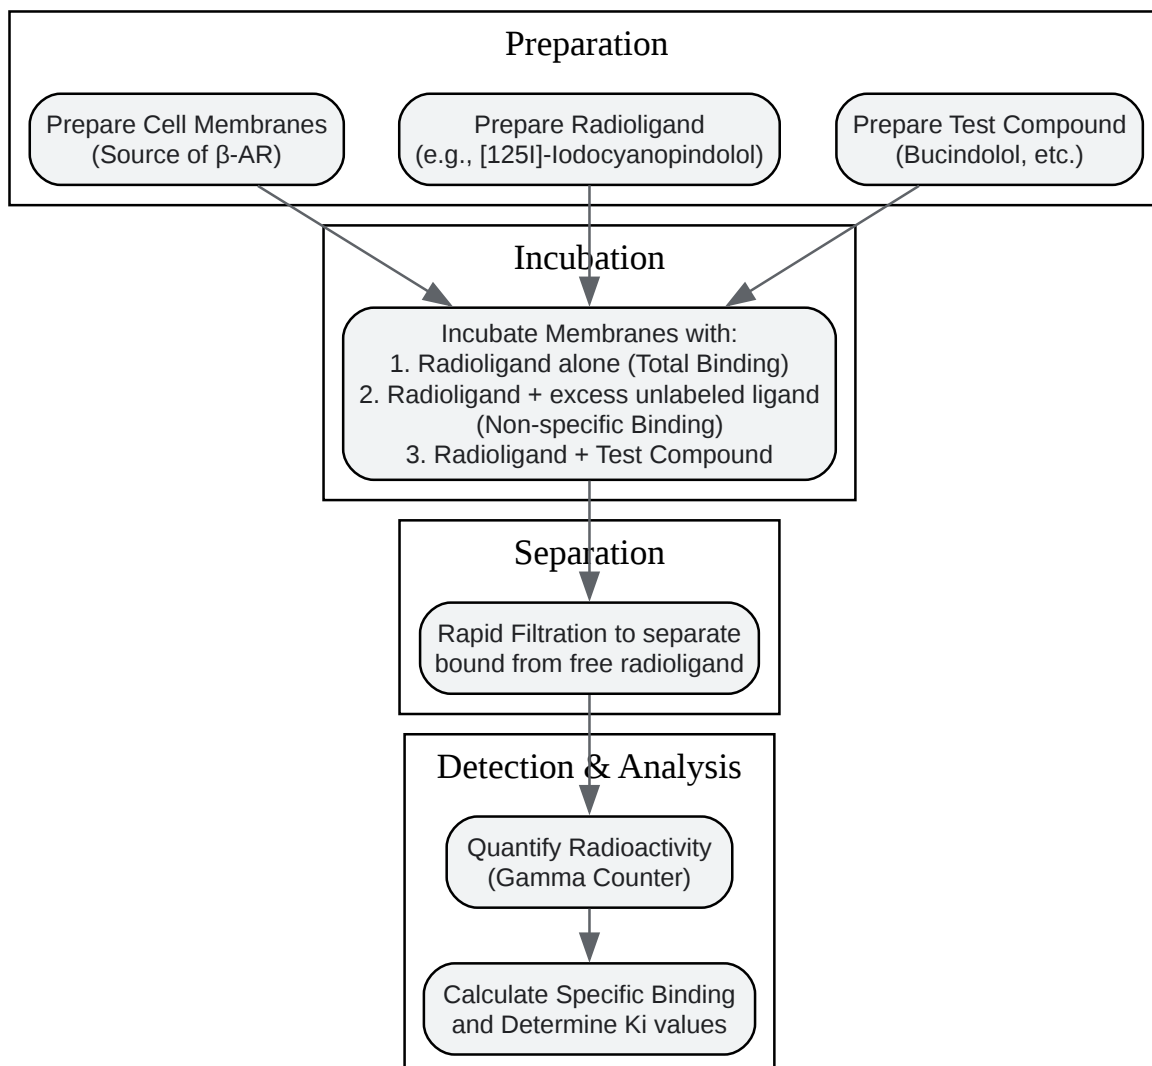 Preparation
Prepare Cell Membranes
(Source of β-AR)
Prepare Radioligand
(e.g., [125I]-Iodocyanopindolol)
Prepare Test Compound
(Bucindolol, etc.)
Incubation
Incubate Membranes with:
1. Radioligand alone (Total Binding)
2. Radioligand + excess unlabeled ligand
(Non-specific Binding)
3. Radioligand + Test Compound
Separation
Rapid Filtration to separate
bound from free radioligand
Detection & Analysis
Quantify Radioactivity
(Gamma Counter)
Calculate Specific Binding
and Determine Ki values